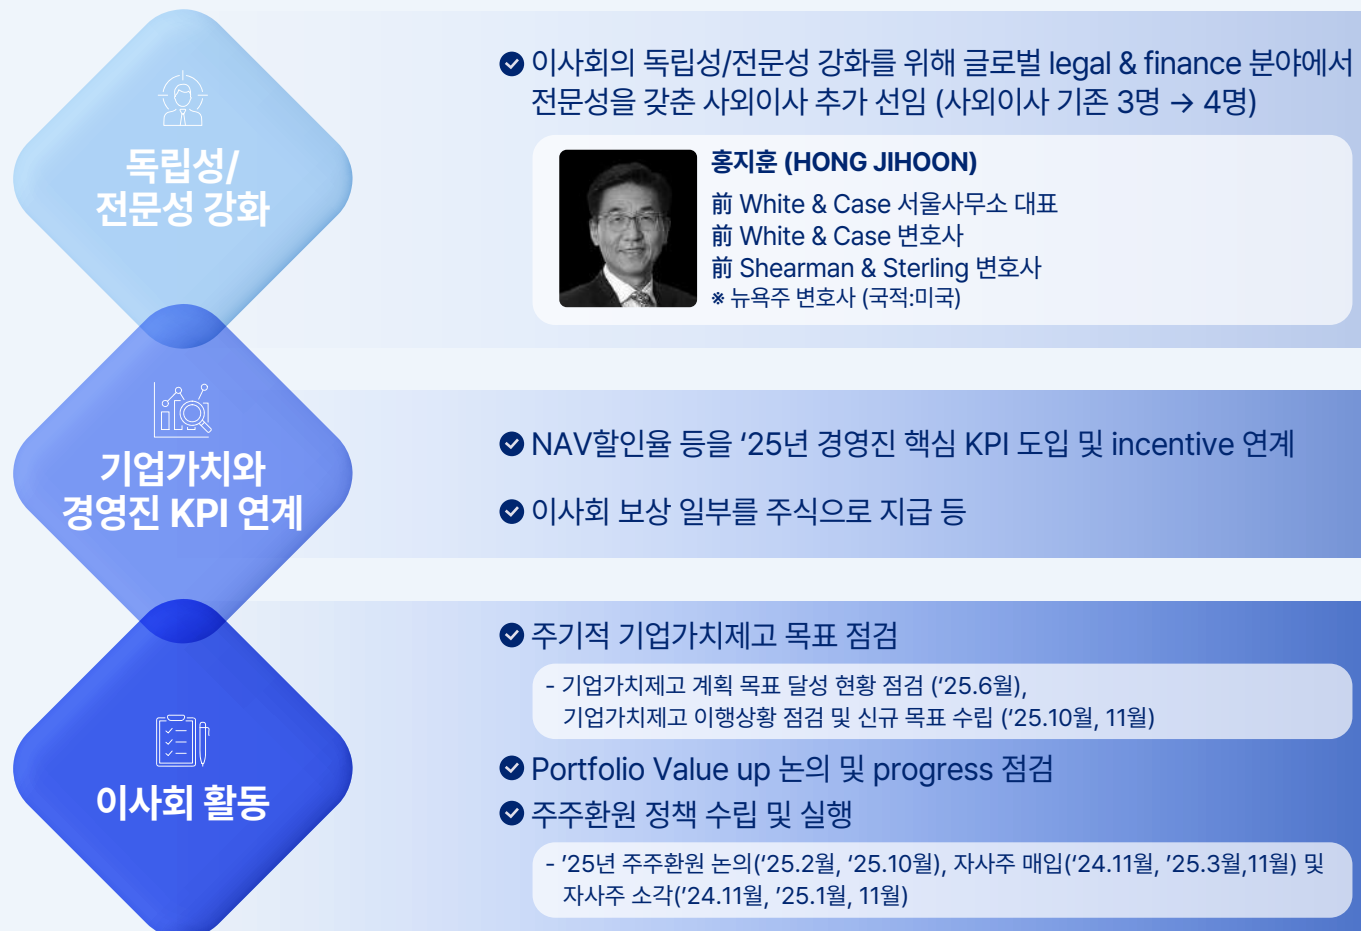 독립성/
전문성 강화
이사회의 독립성/전문성 강화를 위해 글로벌 legal & finance 분야에서
전문성을 갖춘 사외이사 추가 선임 (사외이사 기존 3명 → 4명)
홍지훈 (HONG JIHOON)
前 White & Case 서울사무소 대표
前 White & Case 변호사
前 Shearman & Sterling 변호사
※ 뉴욕주 변호사 (국적:미국)
기업가치와
경영진 KPI 연계
NAV할인율 등을 ‘25년 경영진 핵심 KPI 도입 및 incentive 연계
이사회 보상 일부를 주식으로 지급 등
이사회 활동
주기적 기업가치제고 목표 점검
- 기업가치제고 계획 목표 달성 현황 점검 (‘25.6월),
기업가치제고 이행상황 점검 및 신규 목표 수립 (‘25.10월, 11월)
Portfolio Value up 논의 및 progress 점검
주주환원 정책 수립 및 실행
- ’25년 주주환원 논의(‘25.2월, ‘25.10월), 자사주 매입(‘24.11월, ’25.3월,11월) 및
자사주 소각(’24.11월, ’25.1월, 11월)